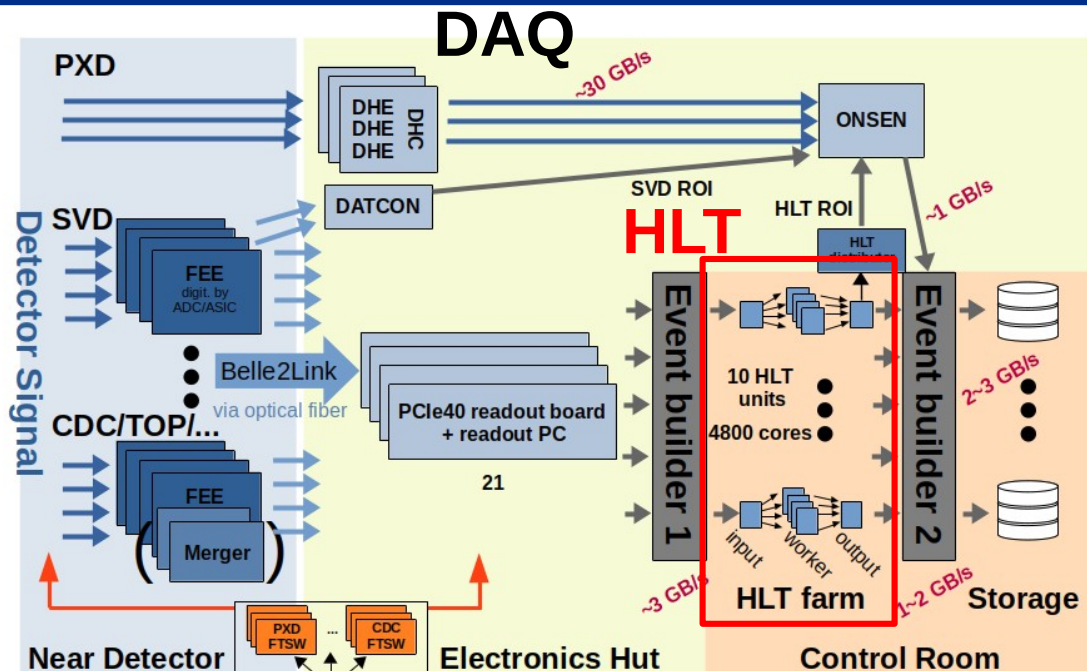 DAQ
PXD
DHE
DHE
DHE
DHC
~30 GB/s
ONSEN
DATCON
SVD ROI
HLT ROI
~1 GB/s
HLT
HLT
distributer
Detector Signal
SVD
FEE
digit. by
ADC/ASIC
Belle2Link
via optical fiber
PCIe40 readout board
+ readout PC
21
Event builder 1
10 HLT
units
4800 cores
Event builder 2
2~3 GB/s
CDC/TOP/...
FEE
( Merger )
input
worker
output
~3 GB/s
HLT farm
1~2 GB/s
Storage
PXD
FTSW
...
CDC
FTSW
Near Detector
Electronics Hut
Control Room